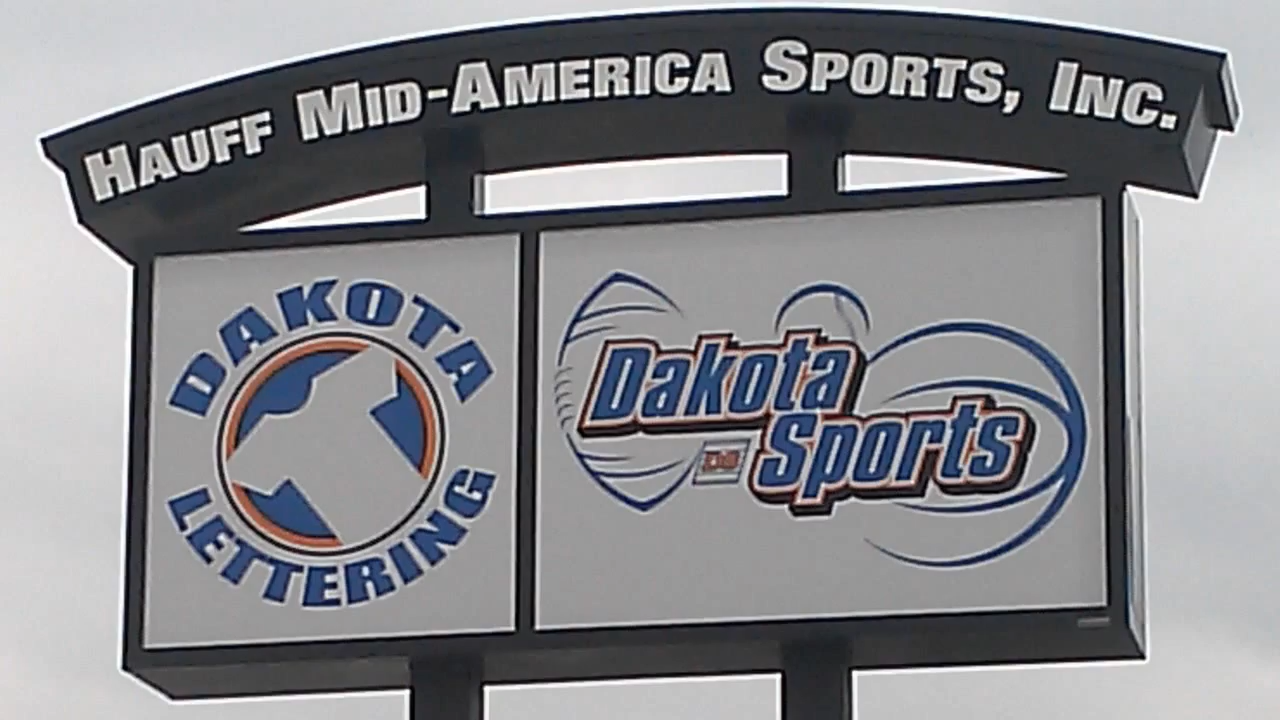 HAUFF MID-AMERICA SPORTS, INC.
DAKOTA
LETTERING
Dakota
Sports